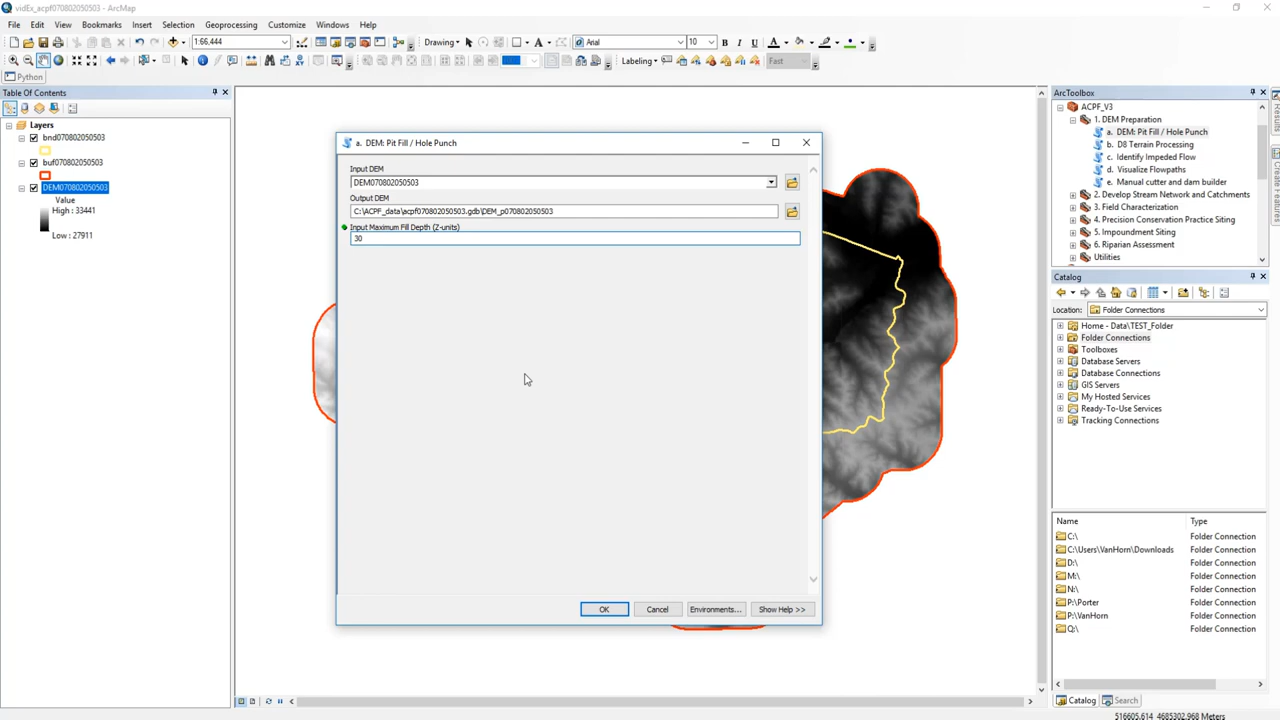 vidEx_acpf070802050503 - ArcMap
File Edit View Bookmarks Insert Selection Geoprocessing Customize Windows Help
1:66,444
Drawing
Arial
10
B I U A
Labeling
Fast
Python
Table Of Contents
Layers
bnd070802050503
buf070802050503
DEM070802050503
Value
High : 33441
Low : 27911
a. DEM: Pit Fill / Hole Punch
Input DEM
DEM070802050503
Output DEM
C:\ACPF_data\acpf070802050503.gdb\DEM_p070802050503
Input Maximum Fill Depth (Z-units)
30
OK Cancel Environments... Show Help >>
ArcToolbox
ACPF_V3
1. DEM Preparation
a. DEM: Pit Fill / Hole Punch
b. D8 Terrain Processing
c. Identify Impeded Flow
d. Visualize Flowpaths
e. Manual cutter and dam builder
2. Develop Stream Network and Catchments
3. Field Characterization
4. Precision Conservation Practice Siting
5. Impoundment Siting
6. Riparian Assessment
Utilities
Catalog
Location: Folder Connections
Home - Data\TEST_Folder
Folder Connections
Toolboxes
Database Servers
Database Connections
GIS Servers
My Hosted Services
Ready-To-Use Services
Tracking Connections
Name Type
C:\ Folder Connection
C:\Users\VanHorn\Downloads Folder Connection
D:\ Folder Connection
M:\ Folder Connection
N:\ Folder Connection
P:\Porter Folder Connection
P:\VanHorn Folder Connection
Q:\ Folder Connection
Catalog Search
516605.614 4685302.968 Meters
Results
Create Features